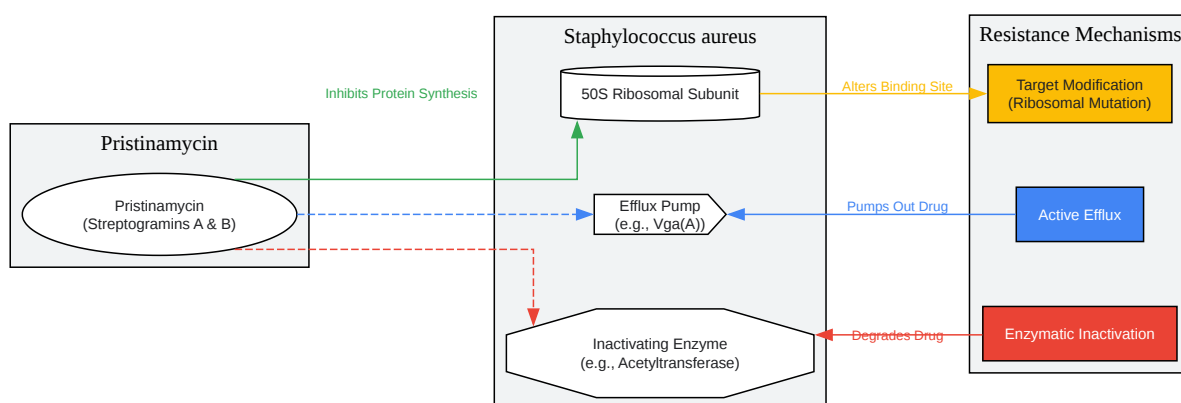 Staphylococcus aureus
Resistance Mechanisms
Inhibits Protein Synthesis
50S Ribosomal Subunit
Alters Binding Site
Target Modification
(Ribosomal Mutation)
Pristinamycin
Pristinamycin
(Streptogramins A & B)
Efflux Pump
(e.g., Vga(A))
Pumps Out Drug
Active Efflux
Inactivating Enzyme
(e.g., Acetyltransferase)
Degrades Drug
Enzymatic Inactivation